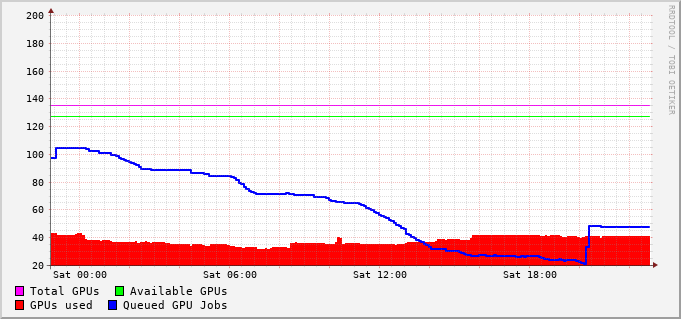 200
180
160
140
120
100
80
60
40
20
Sat 00:00 Sat 06:00 Sat 12:00 Sat 18:00
Total GPUs Available GPUs
GPUs used Queued GPU Jobs
RRDTOOL / TOBI OETIKER